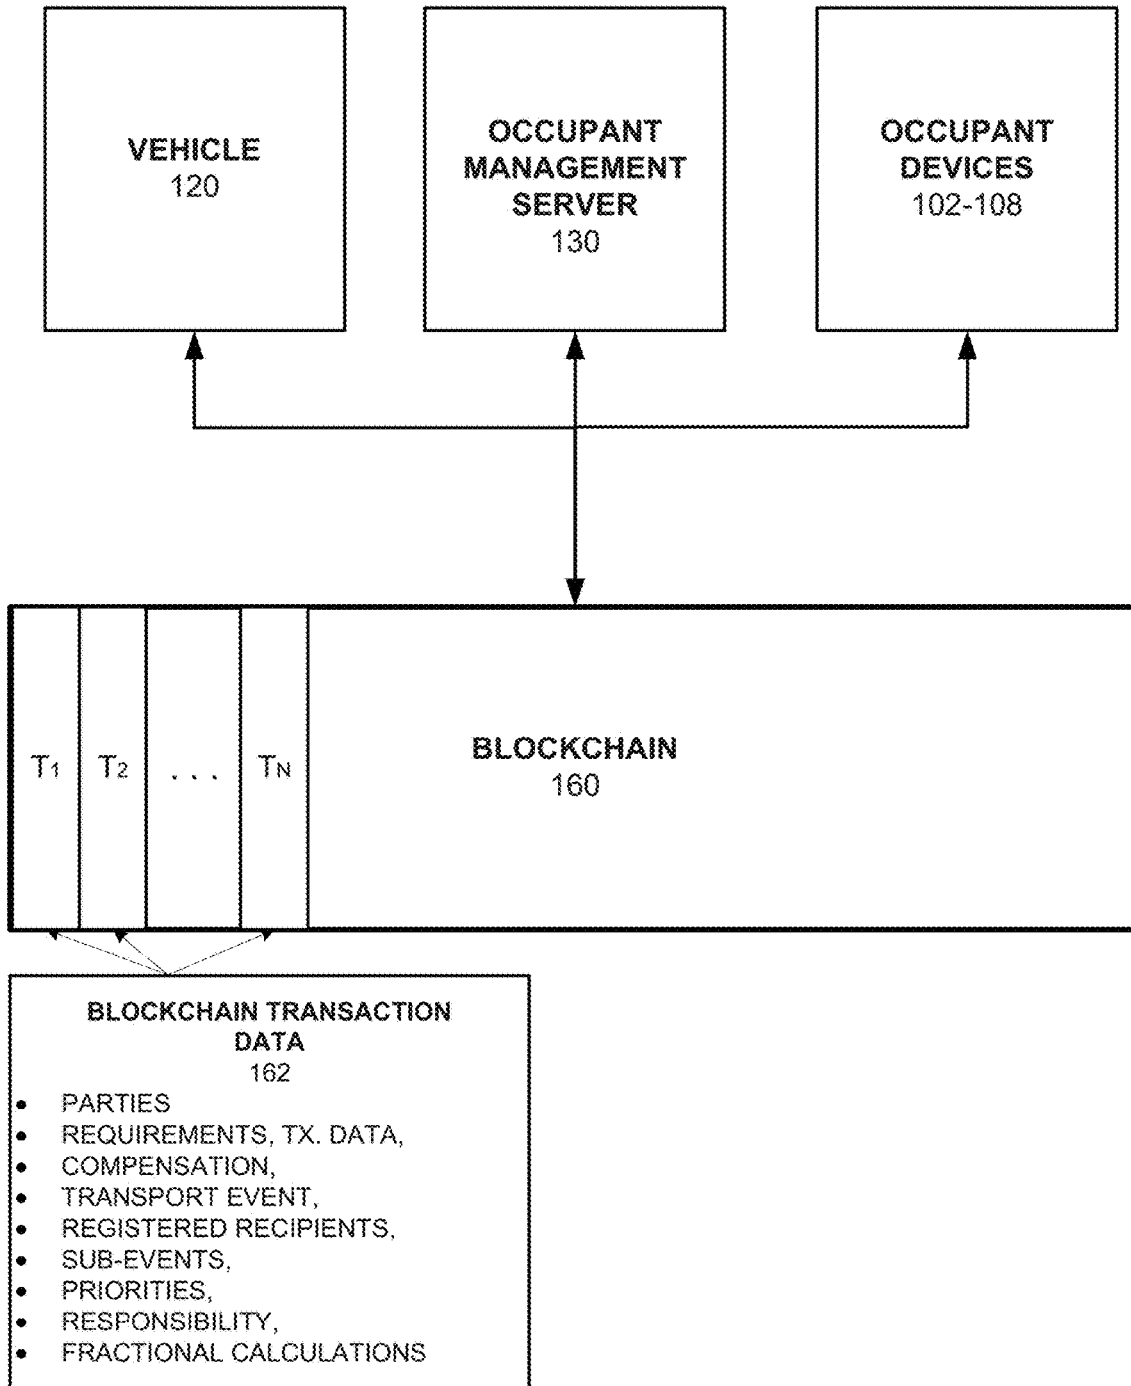 VEHICLE
120
OCCUPANT
MANAGEMENT
SERVER
130
OCCUPANT
DEVICES
102-108
T1 T2 . . . TN
BLOCKCHAIN
160
BLOCKCHAIN TRANSACTION
DATA
162
• PARTIES
• REQUIREMENTS, TX. DATA,
• COMPENSATION,
• TRANSPORT EVENT,
• REGISTERED RECIPIENTS,
• SUB-EVENTS,
• PRIORITIES,
• RESPONSIBILITY,
• FRACTIONAL CALCULATIONS